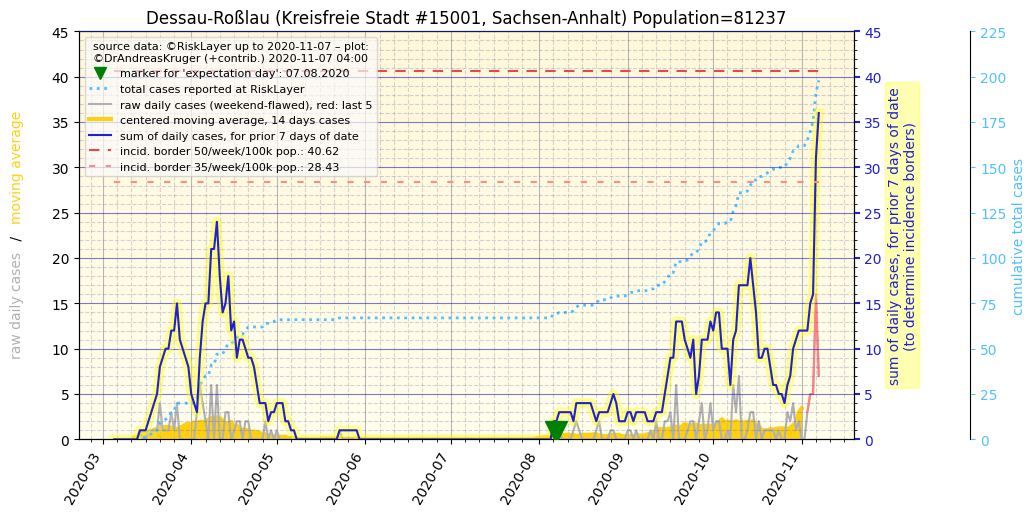 Dessau-Roßlau (Kreisfreie Stadt #15001, Sachsen-Anhalt) Population=81237
source data: ©RiskLayer up to 2020-11-07 – plot:
©DrAndreasKruger (+contrib.) 2020-11-07 04:00
marker for 'expectation day': 07.08.2020
total cases reported at RiskLayer
raw daily cases (weekend-flawed), red: last 5
centered moving average, 14 days cases
sum of daily cases, for prior 7 days of date
incid. border 50/week/100k pop.: 40.62
incid. border 35/week/100k pop.: 28.43
raw daily cases / moving average
45
40
35
30
25
20
15
10
5
0
2020-03
2020-04
2020-05
2020-06
2020-07
2020-08
2020-09
2020-10
2020-11
45
40
35
30
25
20
15
10
5
0
sum of daily cases, for prior 7 days of date
(to determine incidence borders)
225
200
175
150
125
100
75
50
25
0
cumulative total cases